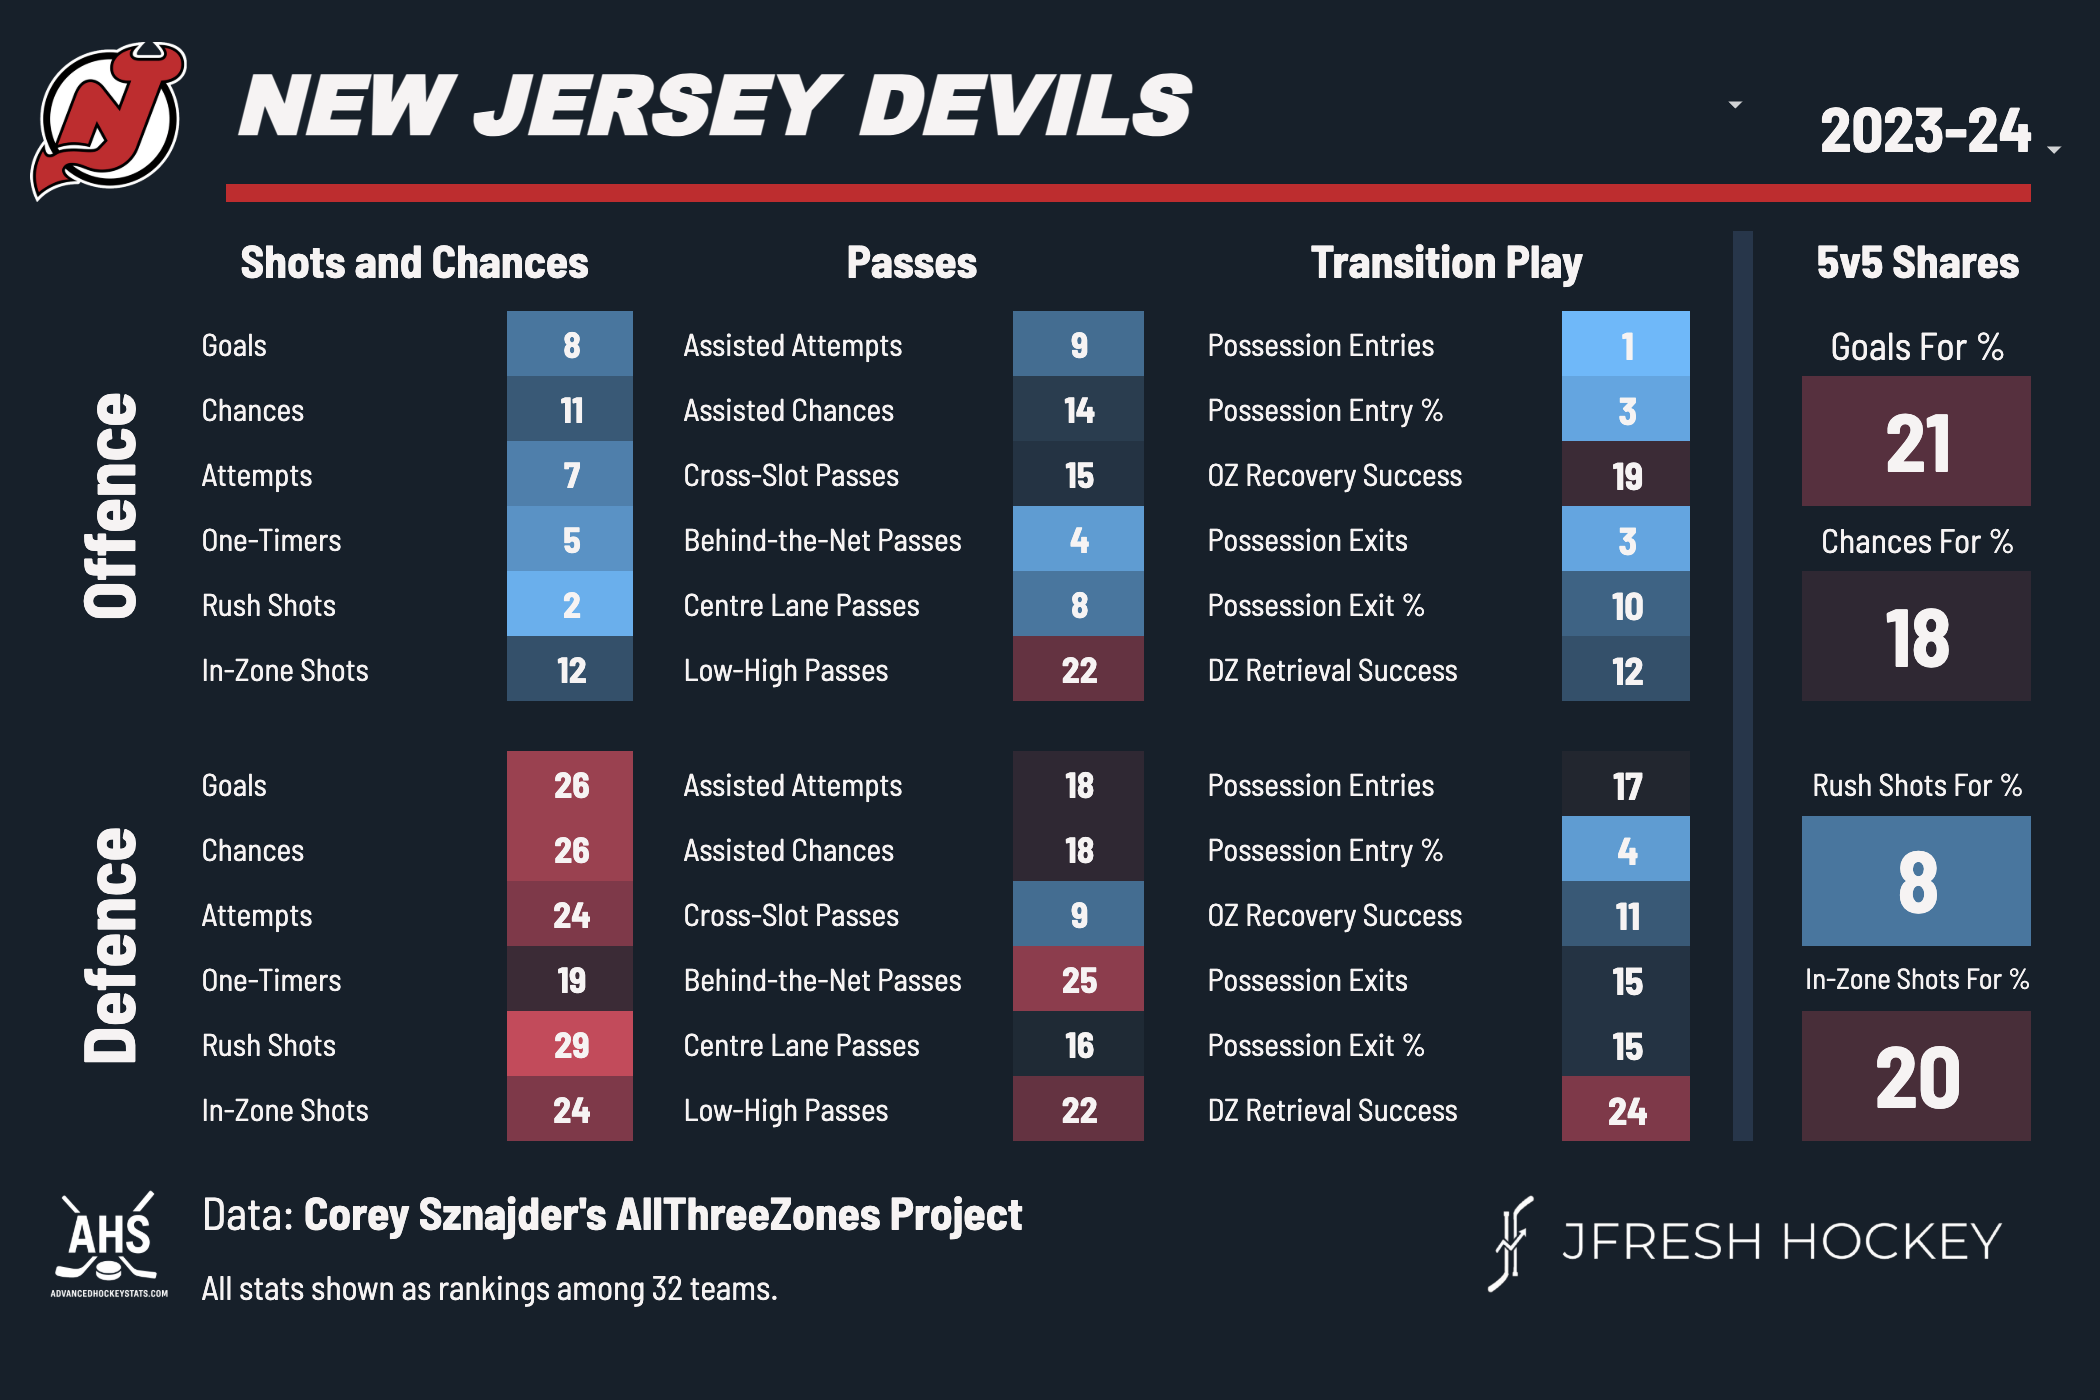 NEW JERSEY DEVILS
2023-24
Shots and Chances
Passes
Transition Play
5v5 Shares
Offence
Goals 8
Chances 11
Attempts 7
One-Timers 5
Rush Shots 2
In-Zone Shots 12
Assisted Attempts 9
Assisted Chances 14
Cross-Slot Passes 15
Behind-the-Net Passes 4
Centre Lane Passes 8
Low-High Passes 22
Possession Entries 1
Possession Entry % 3
OZ Recovery Success 19
Possession Exits 3
Possession Exit % 10
DZ Retrieval Success 12
Goals For %
21
Chances For %
18
Defence
Goals 26
Chances 26
Attempts 24
One-Timers 19
Rush Shots 29
In-Zone Shots 24
Assisted Attempts 18
Assisted Chances 18
Cross-Slot Passes 9
Behind-the-Net Passes 25
Centre Lane Passes 16
Low-High Passes 22
Possession Entries 17
Possession Entry % 4
OZ Recovery Success 11
Possession Exits 15
Possession Exit % 15
DZ Retrieval Success 24
Rush Shots For %
8
In-Zone Shots For %
20
AHS
ADVANCEDHOCKEYSTATS.COM
Data: Corey Sznajder's AllThreeZones Project
All stats shown as rankings among 32 teams.
JFRESH HOCKEY